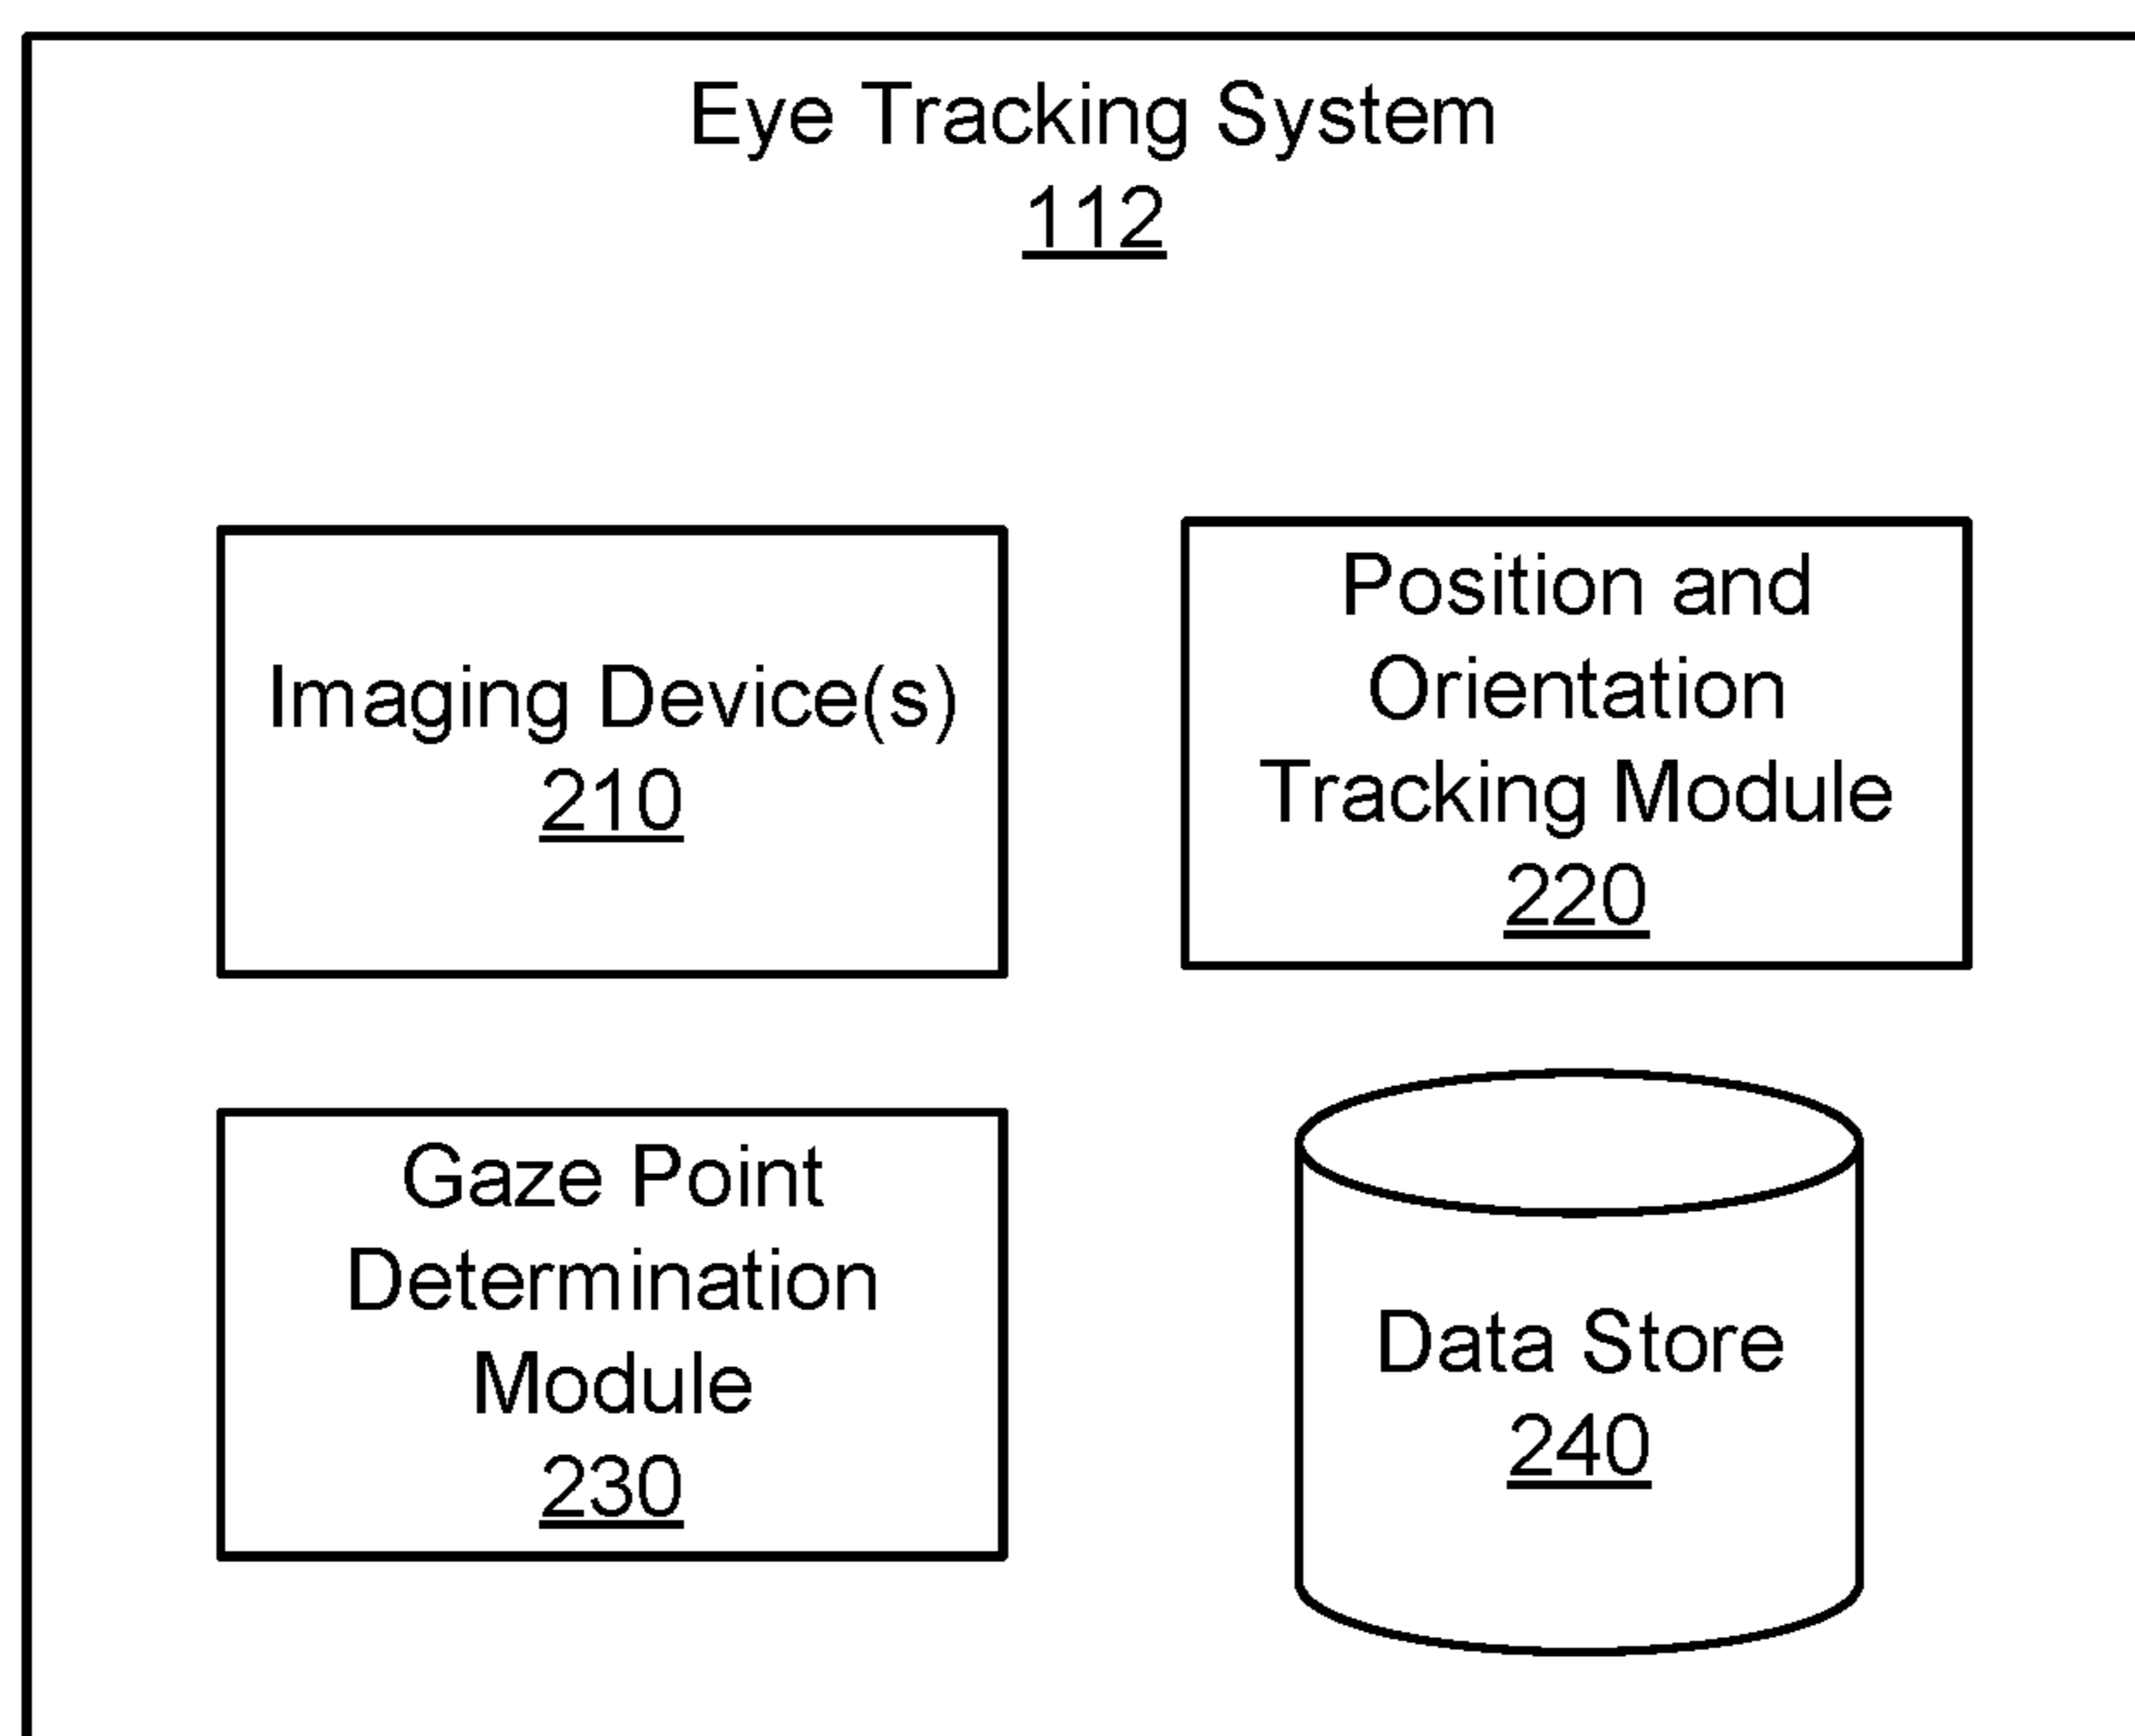 Eye Tracking System
112
Imaging Device(s)
210
Position and
Orientation
Tracking Module
220
Gaze Point
Determination
Module
230
Data Store
240